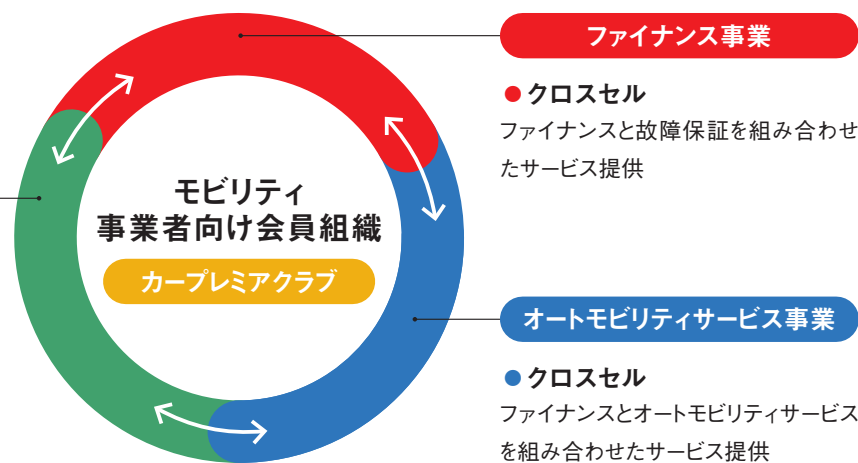 ファイナンス事業
●クロスセル
ファイナンスと故障保証を組み合わせ
たサービス提供
モビリティ
事業者向け会員組織
カープレミアクラブ
オートモビリティサービス事業
●クロスセル
ファイナンスとオートモビリティサービス
を組み合わせたサービス提供